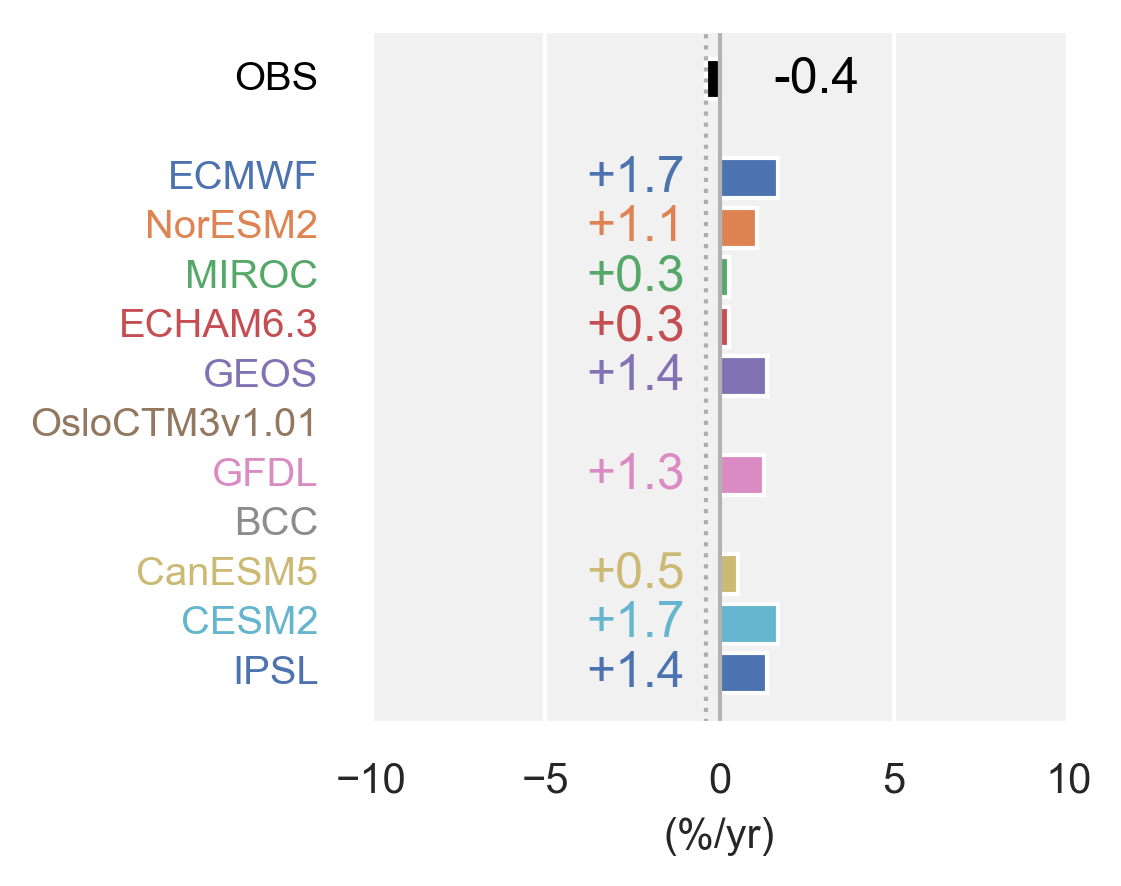 OBS -0.4
ECMWF +1.7
NorESM2 +1.1
MIROC +0.3
ECHAM6.3 +0.3
GEOS +1.4
OsloCTM3v1.01
GFDL +1.3
BCC
CanESM5 +0.5
CESM2 +1.7
IPSL +1.4
−10 −5 0 5 10
(%/yr)